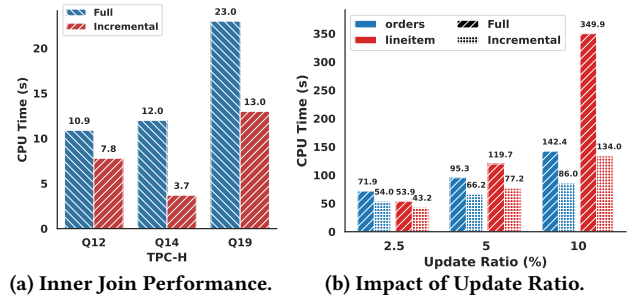 Full
Incremental
CPU Time (s)
20
15
10
5
0
10.9
7.8
12.0
3.7
23.0
13.0
Q12
Q14
Q19
TPC-H
(a) Inner Join Performance.
orders
Full
lineitem
Incremental
CPU Time (s)
350
300
250
200
150
100
50
0
71.9
54.0
53.9
43.2
95.3
66.2
119.7
77.2
142.4
86.0
349.9
134.0
2.5
5
10
Update Ratio (%)
(b) Impact of Update Ratio.